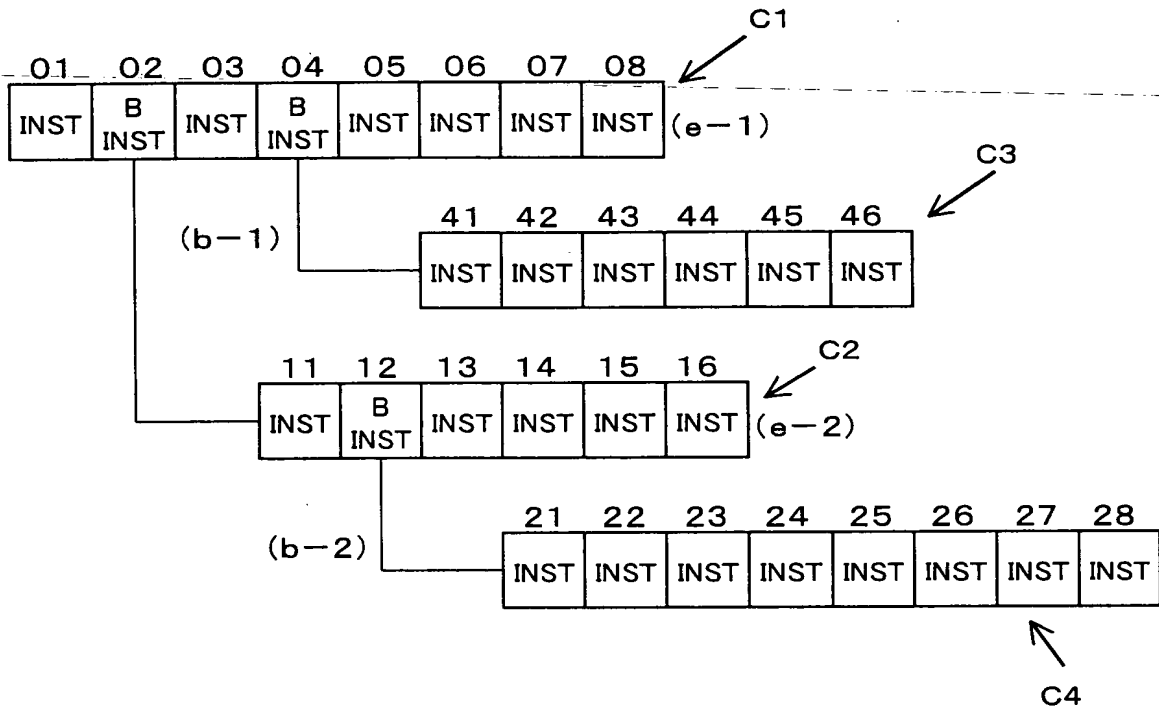 C1
01 02 03 04 05 06 07 08
INST B INST INST B INST INST INST INST INST (e-1)
C3
(b-1)
41 42 43 44 45 46
INST INST INST INST INST INST
C2
11 12 13 14 15 16
INST B INST INST INST INST INST (e-2)
(b-2)
21 22 23 24 25 26 27 28
INST INST INST INST INST INST INST INST
C4